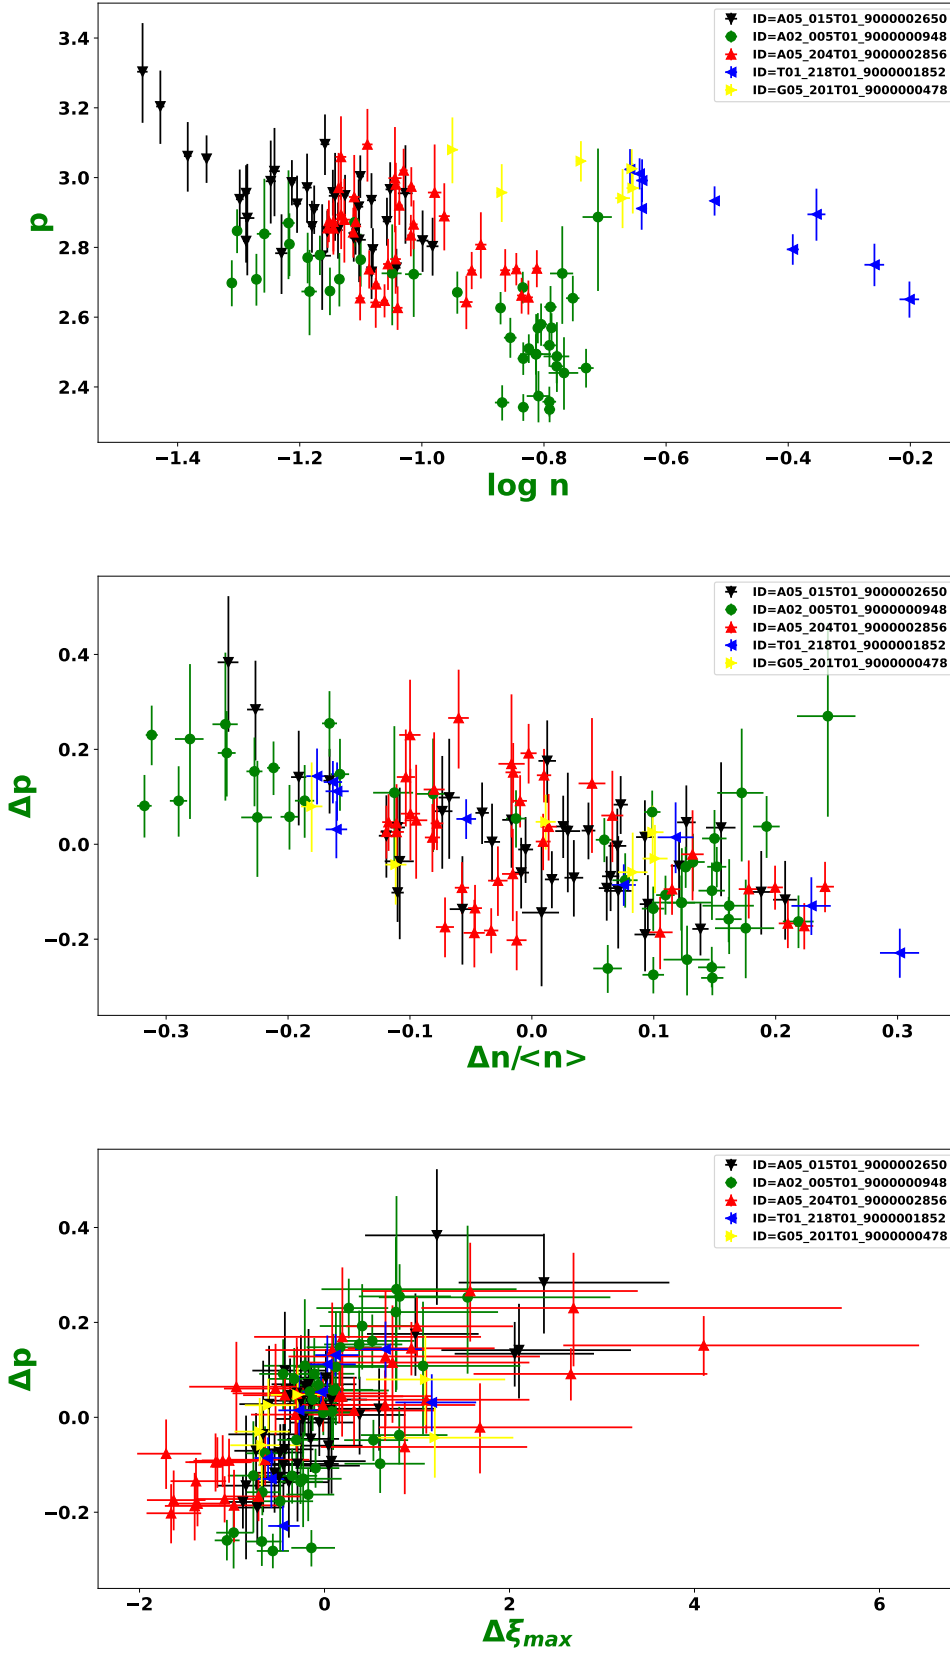 3.4
3.2
3.0
2.8
2.6
2.4
p
ID=A05_015T01_9000002650
ID=A02_005T01_9000000948
ID=A05_204T01_9000002856
ID=T01_218T01_9000001852
ID=G05_201T01_9000000478
−1.4 −1.2 −1.0 −0.8 −0.6 −0.4 −0.2
log n
0.4
0.2
0.0
−0.2
Δp
ID=A05_015T01_9000002650
ID=A02_005T01_9000000948
ID=A05_204T01_9000002856
ID=T01_218T01_9000001852
ID=G05_201T01_9000000478
−0.3 −0.2 −0.1 0.0 0.1 0.2 0.3
Δn/<n>
0.4
0.2
0.0
−0.2
Δp
ID=A05_015T01_9000002650
ID=A02_005T01_9000000948
ID=A05_204T01_9000002856
ID=T01_218T01_9000001852
ID=G05_201T01_9000000478
−2 0 2 4 6
Δξmax